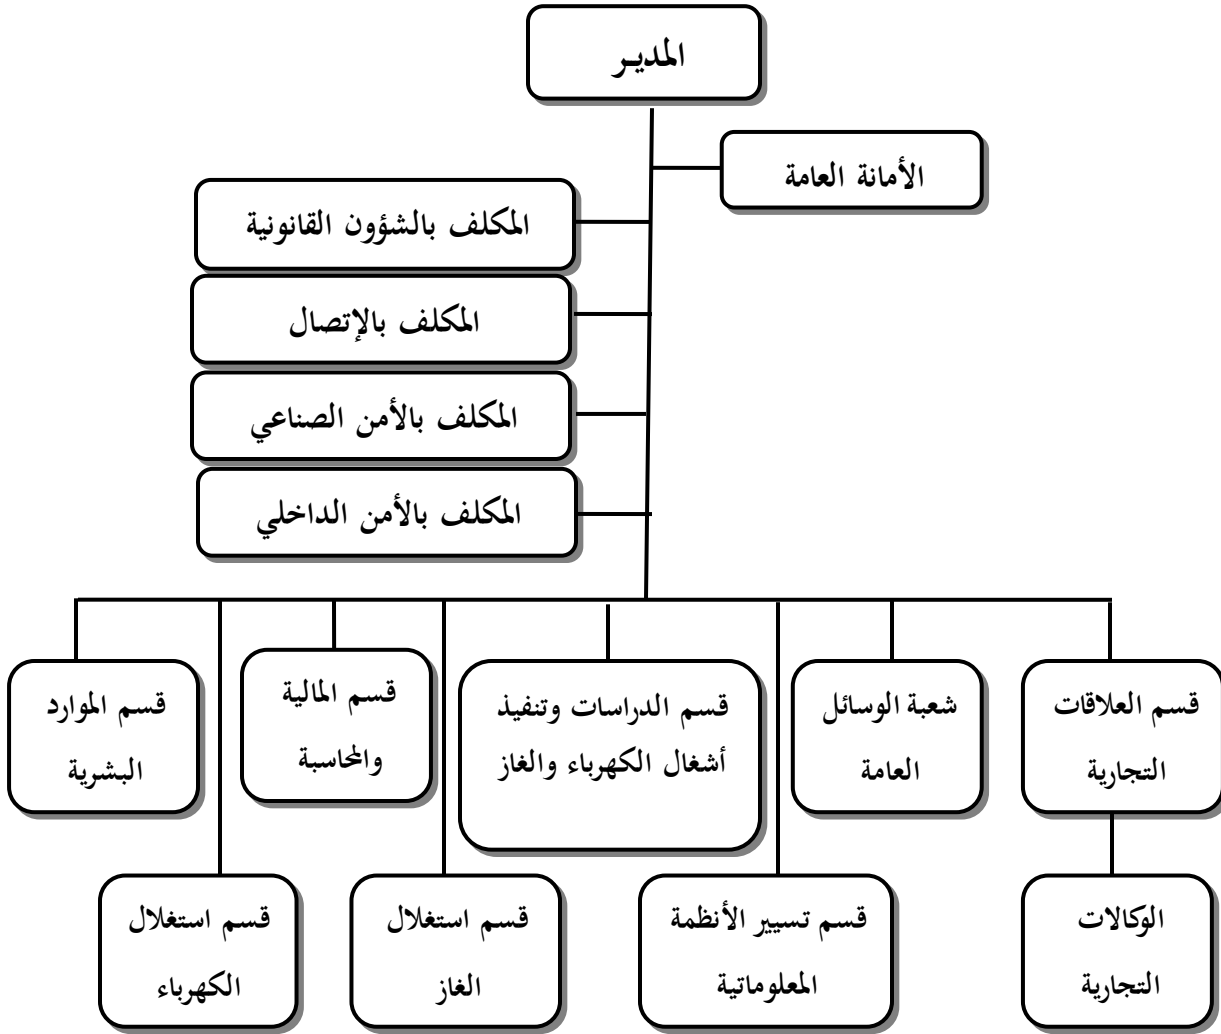 المديـر
الأمانة العامة
المكلف بالشؤون القانونية
المكلف بالإتصال
المكلف بالأمن الصناعي
المكلف بالأمن الداخلي
قسم العلاقات
التجارية
شعبة الوسائل
العامة
قسم الدراسات وتنفيذ
أشغال الكهرباء والغاز
قسم المالية
والمحاسبة
قسم الموارد
البشرية
الوكالات
التجارية
قسم تسيير الأنظمة
المعلوماتية
قسم استغلال
الغاز
قسم استغلال
الكهرباء